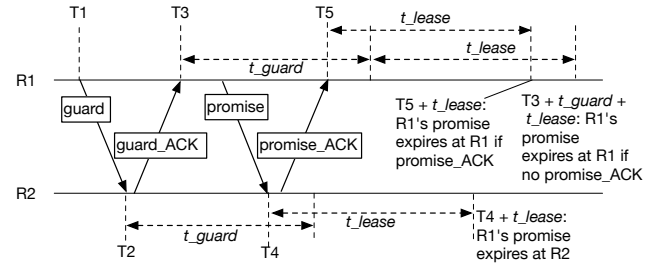 T1
T3
T5
t_lease
t_guard
t_lease
R1
guard
guard_ACK
promise
promise_ACK
T5 + t_lease:
R1's promise
expires at R1 if
promise_ACK
T3 + t_guard +
t_lease: R1's
promise
expires at R1 if
no promise_ACK
R2
T2
t_guard
T4
t_lease
T4 + t_lease:
R1's promise
expires at R2